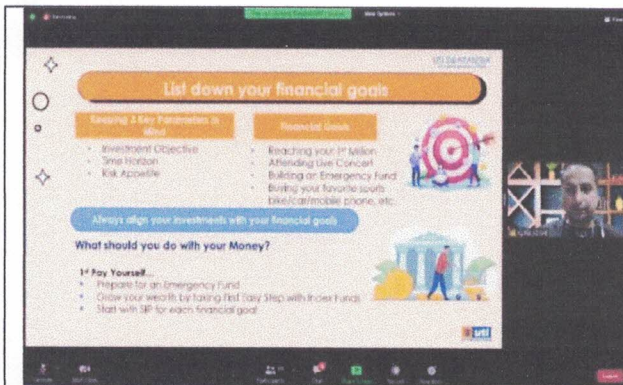 List down your financial goals
Keeping 3 Key Parameters in Mind
Investment Objective
Time Horizon
Risk Appetite
Financial Goals
Reaching your 1st Million
Attending Live Concert
Building an Emergency Fund
Buying your favorite sports
bike/car/mobile phone, etc.
Always align your investments with your financial goals
What should you do with your Money?
1st Pay Yourself...
Prepare for an Emergency Fund
Grow your wealth by taking First Easy Step with Index Funds
Start with SIP for each financial goal
uti